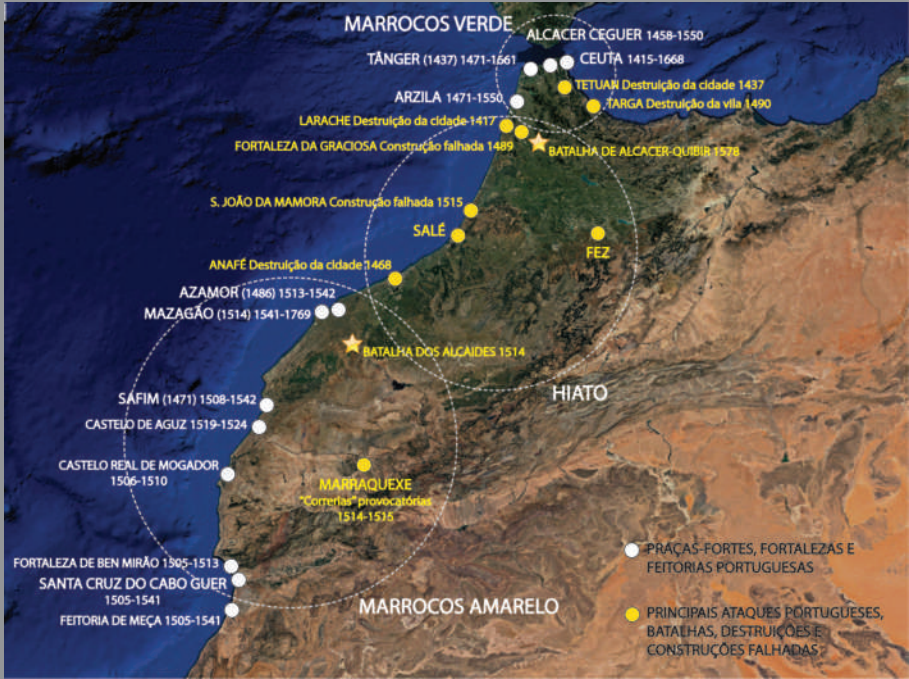 MARROCOS VERDE
ALCACER CEGUER 1458-1550
TÂNGER (1437) 1471-1661
CEUTA 1415-1668
TETUAN Destruição da cidade 1437
ARZILA 1471-1550
TARGA Destruição da vila 1490
LARACHE Destruição da cidade 1417
FORTALEZA DA GRACIOSA Construção falhada 1489
BATALHA DE ALCACER-QUIBIR 1578
S. JOÃO DA MAMORA Construção falhada 1515
SALÉ
FEZ
ANAFÉ Destruição da cidade 1468
AZAMOR (1486) 1513-1542
MAZAGÃO (1514) 1541-1769
BATALHA DOS ALCAIDES 1514
HIATO
SAFIM (1471) 1508-1542
CASTELO DE AGUZ 1519-1524
CASTELO REAL DE MOGADOR
1506-1510
MARRAQUEXE
"Correrias" provocatórias
1514-1515
FORTALEZA DE BEN MIRÃO 1505-1513
SANTA CRUZ DO CABO GUER
1505-1541
FEITORIA DE MEÇA 1505-1541
MARROCOS AMARELO
PRAÇAS-FORTES, FORTALEZAS E
FEITORIAS PORTUGUESAS
PRINCIPAIS ATAQUES PORTUGUESES,
BATALHAS, DESTRUIÇÕES E
CONSTRUÇÕES FALHADAS